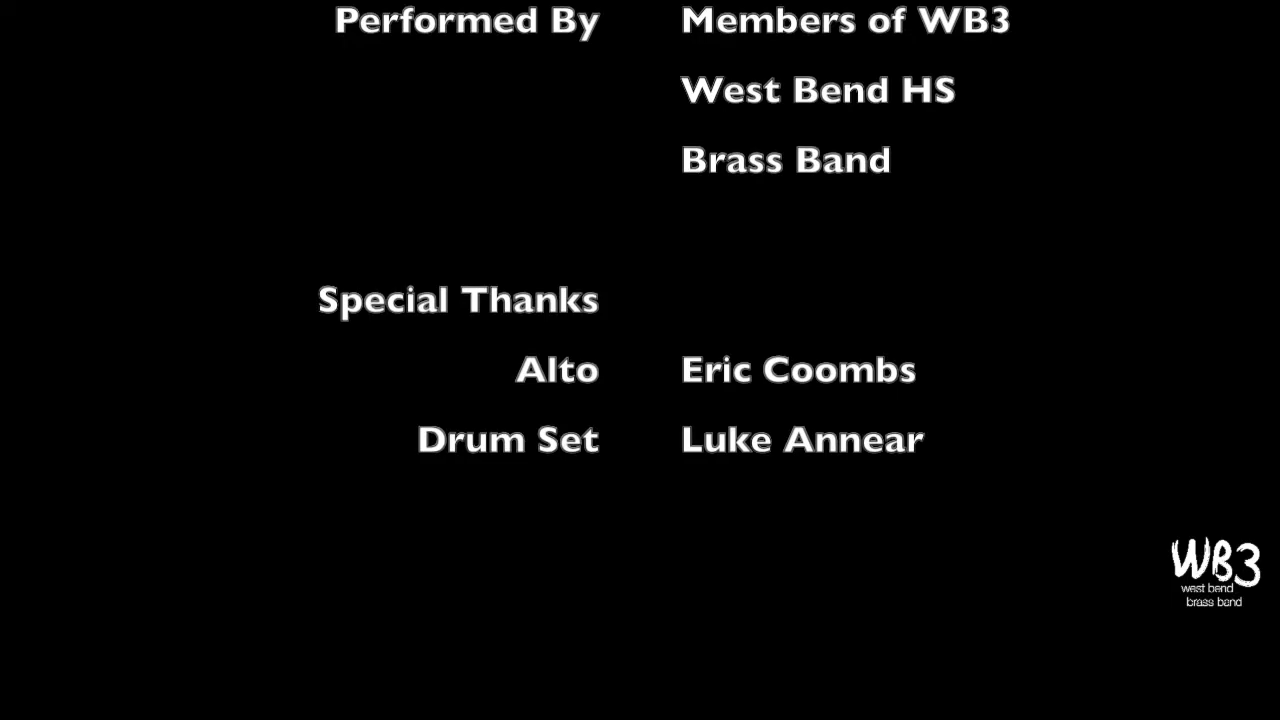 Performed By Members of WB3
West Bend HS
Brass Band
Special Thanks
Alto Eric Coombs
Drum Set Luke Annear
WB3
west bend
brass band